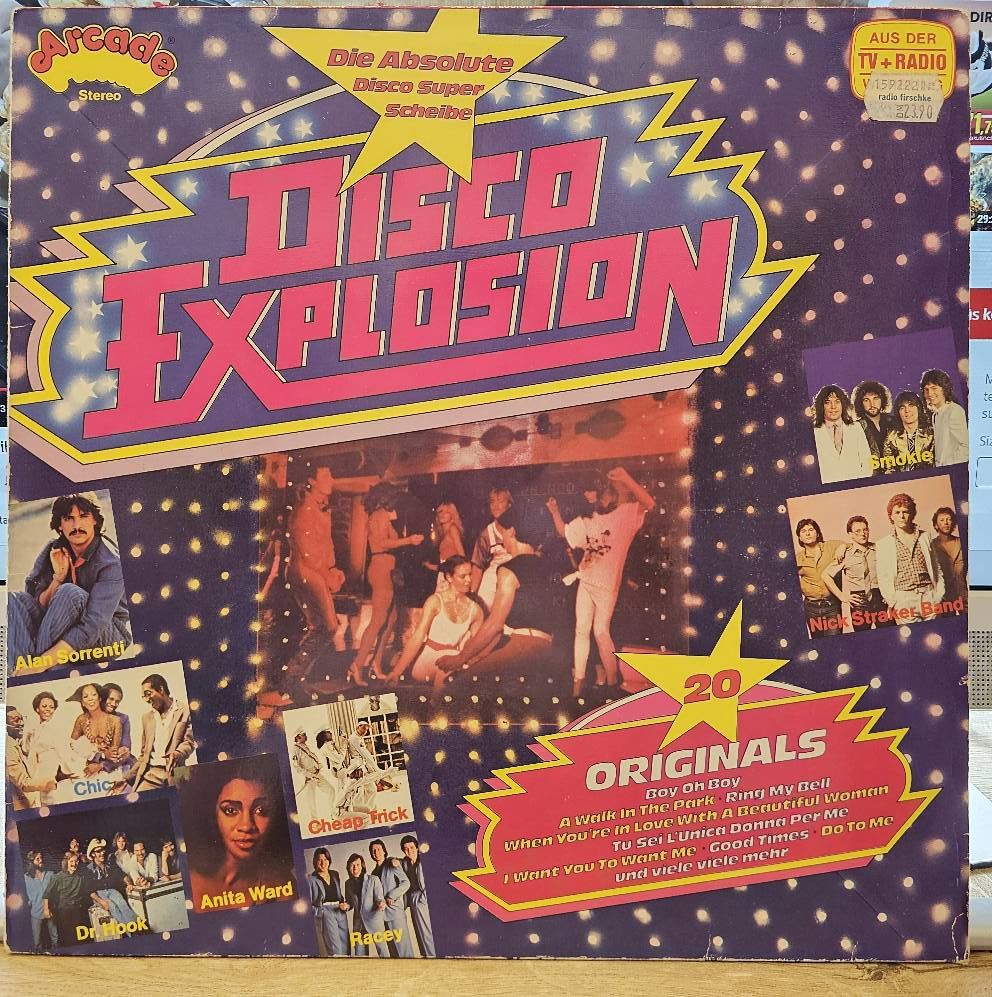 Arcade®
Stereo
Die Absolute
Disco Super
Scheibe
AUS DER
TV + RADIO
radio firschke
23.90
DISCO
EXPLOSION
Smokie
Nick Straker Band
Alan Sorrenti
Chic
Cheap Trick
Anita Ward
Dr. Hook
Racey
20
ORIGINALS
Boy Oh Boy
A Walk In The Park · Ring My Bell
When You're In Love With A Beautiful Woman
Tu Sei L'Unica Donna Per Me
I Want You To Want Me · Good Times · Do To Me
und viele viele mehr